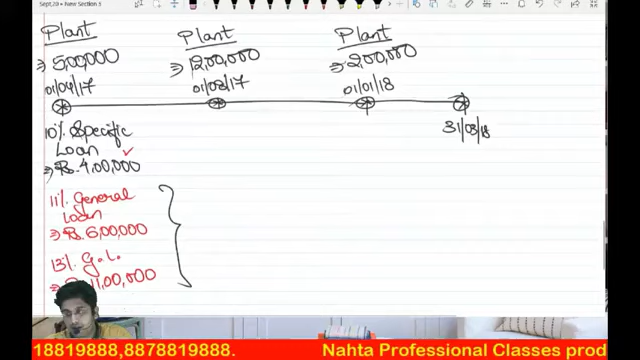 Sept,20 • New Section 5
Plant
⇒ 5,00,000
01/04/17
Plant
⇒ 12,00,000
01/08/17
Plant
⇒ 2,00,000
01/01/18
31/03/18
10% Specific
Loan ✓
⇒ Rs. 4,00,000
11% General
Loan
⇒ Rs. 6,00,000
13% G.L.
11,00,000
18819888,8878819888.
Nahta Professional Classes prod